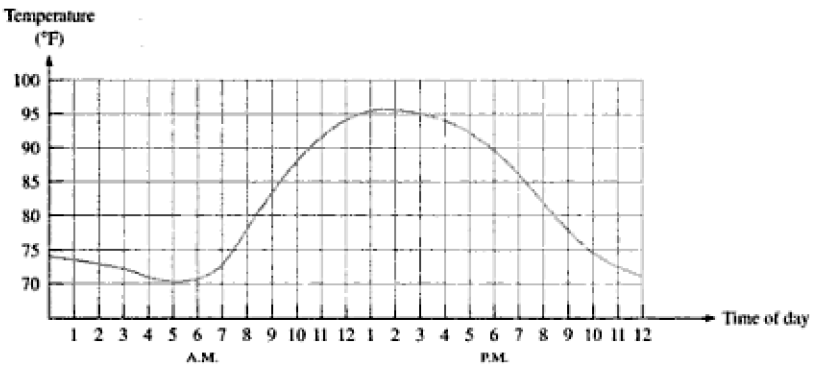 Temperature
(°F)
100
95
90
85
80
75
70
1 2 3 4 5 6 7 8 9 10 11 12 1 2 3 4 5 6 7 8 9 10 11 12
Time of day
A.M. P.M.